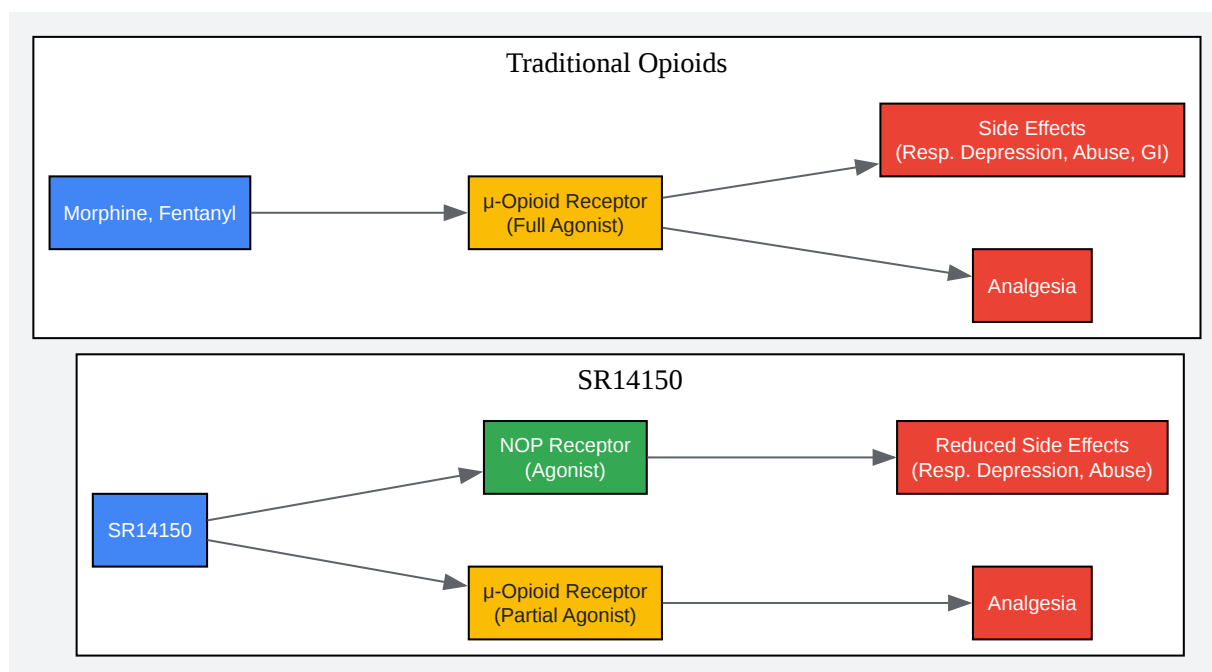 Traditional Opioids
Side Effects
(Resp. Depression, Abuse, GI)
Morphine, Fentanyl
μ-Opioid Receptor
(Full Agonist)
Analgesia
SR14150
NOP Receptor
(Agonist)
Reduced Side Effects
(Resp. Depression, Abuse)
SR14150
μ-Opioid Receptor
(Partial Agonist)
Analgesia